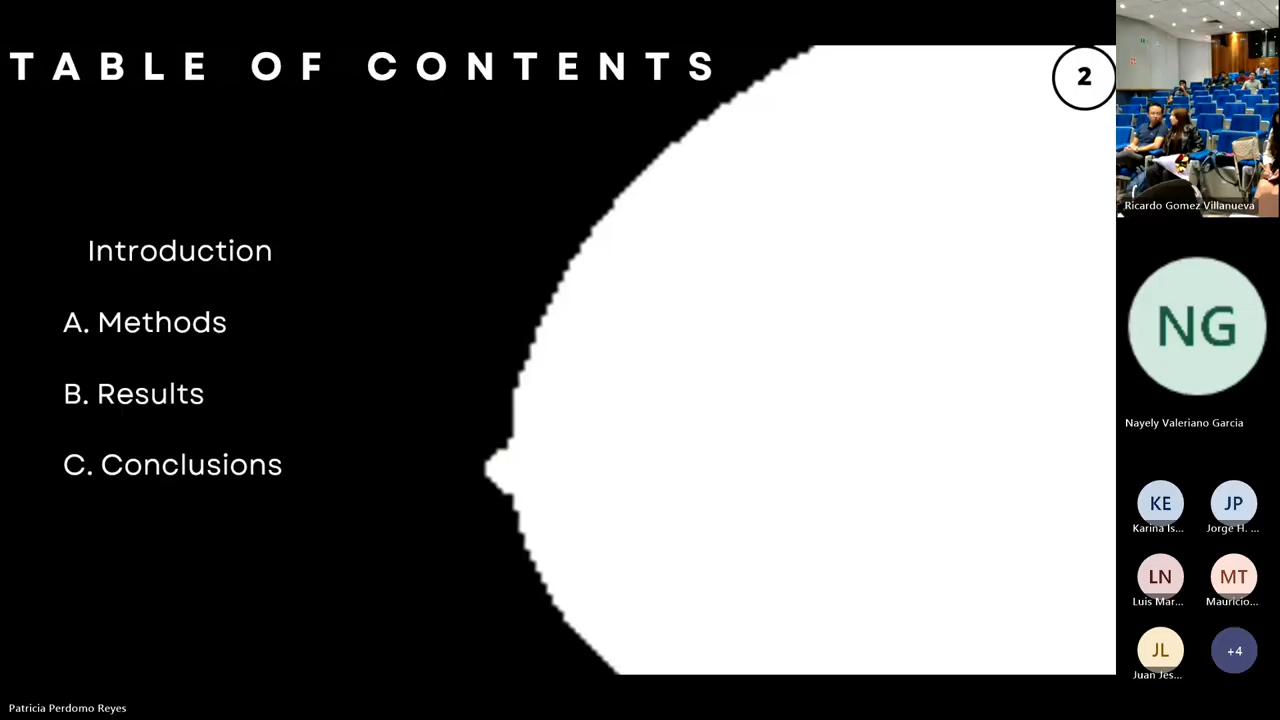 TABLE OF CONTENTS
2
Introduction
A. Methods
B. Results
C. Conclusions
Ricardo Gomez Villanueva
NG
Nayely Valeriano Garcia
KE
JP
Karina Is...
Jorge H. ...
LN
MT
Luis Mar...
Mauricio...
JL
+4
Juan Jes...
Patricia Perdomo Reyes